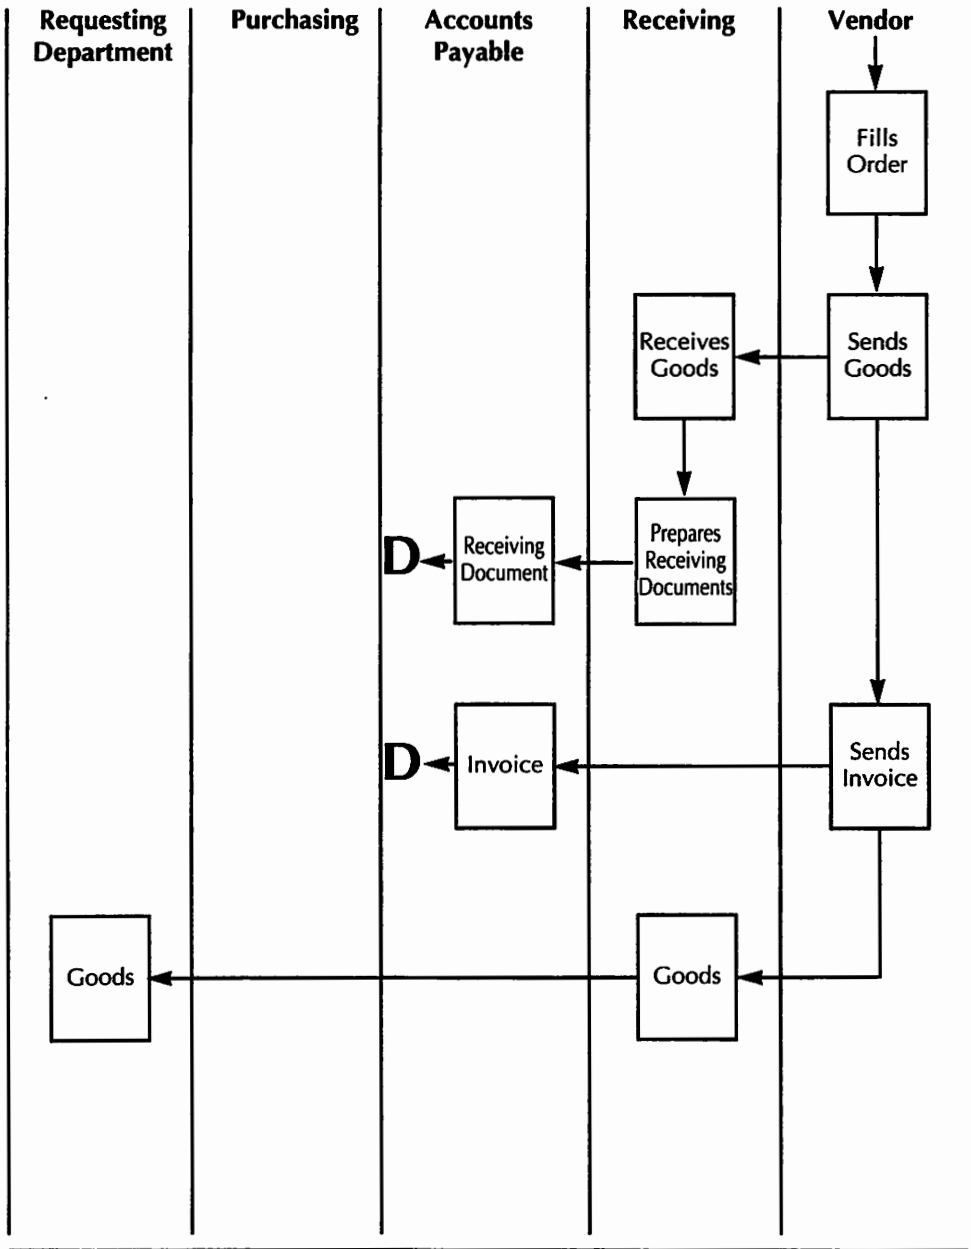 Requesting
Department
Purchasing
Accounts
Payable
Receiving
Vendor
Fills
Order
Receives
Goods
Sends
Goods
D
Receiving
Document
Prepares
Receiving
Documents
D
Invoice
Sends
Invoice
Goods
Goods